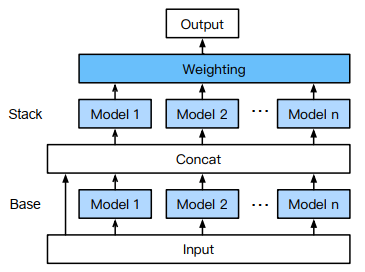 Output
Weighting
Stack
Model 1 Model 2 ... Model n
Concat
Base
Model 1 Model 2 ... Model n
Input